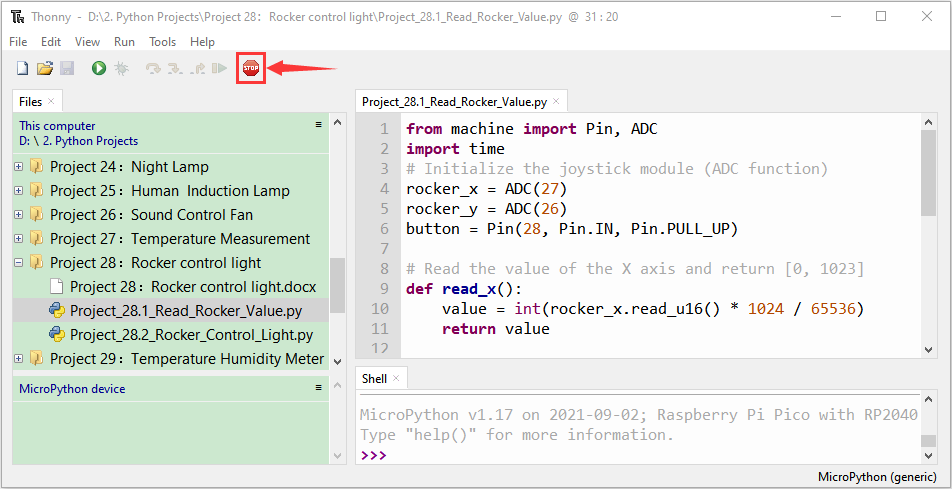 Thonny - D:\2. Python Projects\Project 28：Rocker control light\Project_28.1_Read_Rocker_Value.py @ 31 : 20
File Edit View Run Tools Help
STOP
Files ×
This computer
D: \ 2. Python Projects
Project 24：Night Lamp
Project 25：Human Induction Lamp
Project 26：Sound Control Fan
Project 27：Temperature Measurement
Project 28：Rocker control light
Project 28：Rocker control light.docx
Project_28.1_Read_Rocker_Value.py
Project_28.2_Rocker_Control_Light.py
Project 29：Temperature Humidity Meter
MicroPython device
Project_28.1_Read_Rocker_Value.py ×
1 from machine import Pin, ADC
2 import time
3 # Initialize the joystick module (ADC function)
4 rocker_x = ADC(27)
5 rocker_y = ADC(26)
6 button = Pin(28, Pin.IN, Pin.PULL_UP)
7
8 # Read the value of the X axis and return [0, 1023]
9 def read_x():
10     value = int(rocker_x.read_u16() * 1024 / 65536)
11     return value
12
Shell ×
MicroPython v1.17 on 2021-09-02; Raspberry Pi Pico with RP2040
Type "help()" for more information.
>>>
MicroPython (generic)